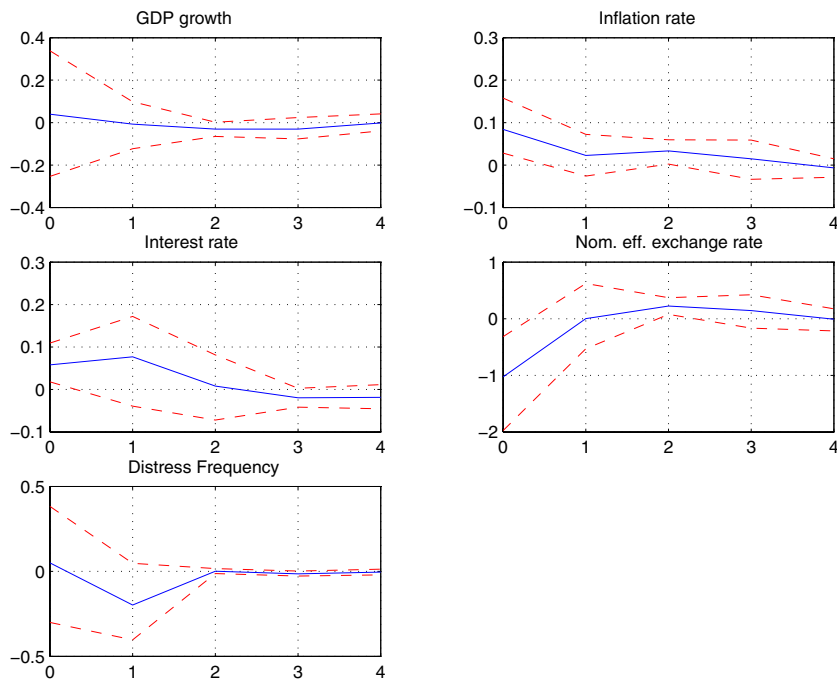 GDP growth
0.4
0.2
0
−0.2
−0.4
0 1 2 3 4
Inflation rate
0.3
0.2
0.1
0
−0.1
0 1 2 3 4
Interest rate
0.3
0.2
0.1
0
−0.1
0 1 2 3 4
Nom. eff. exchange rate
1
0
−1
−2
0 1 2 3 4
Distress Frequency
0.5
0
−0.5
0 1 2 3 4